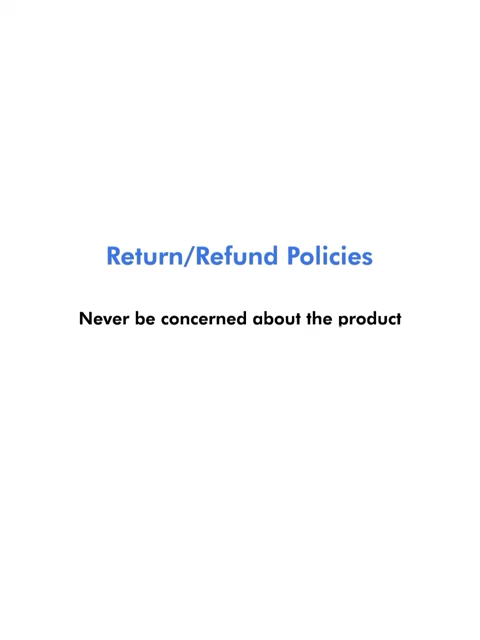 Return/Refund Policies
Never be concerned about the product